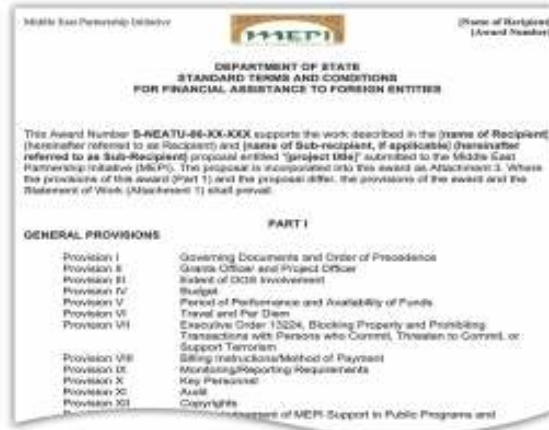 Middle East Partnership Initiative
MEPI
[Name of Recipient]
[Award Number]
DEPARTMENT OF STATE
STANDARD TERMS AND CONDITIONS
FOR FINANCIAL ASSISTANCE TO FOREIGN ENTITIES
This Award Number S-NEATU-06-XX-XXX supports the work described in the [name of Recipient]
(hereinafter referred to as Recipient) and [name of Sub-recipient, if applicable] (hereinafter
referred to as Sub-Recipient) proposal entitled "[project title]" submitted to the Middle East
Partnership Initiative (MEPI). The proposal is incorporated into this award as Attachment 3. Where
the provisions of this award (Part 1) and the proposal differ, the provisions of the award and the
Statement of Work (Attachment 1) shall prevail.
PART I
GENERAL PROVISIONS
Provision I Governing Documents and Order of Precedence
Provision II Grants Officer and Project Officer
Provision III Extent of DOS Involvement
Provision IV Budget
Provision V Period of Performance and Availability of Funds
Provision VI Travel and Per Diem
Provision VII Executive Order 13224, Blocking Property and Prohibiting
Transactions with Persons who Commit, Threaten to Commit, or
Support Terrorism
Provision VIII Billing Instructions/Method of Payment
Provision IX Monitoring/Reporting Requirements
Provision X Key Personnel
Provision XI Audit
Provision XII Copyrights
of MEPI Support in Public Programs and